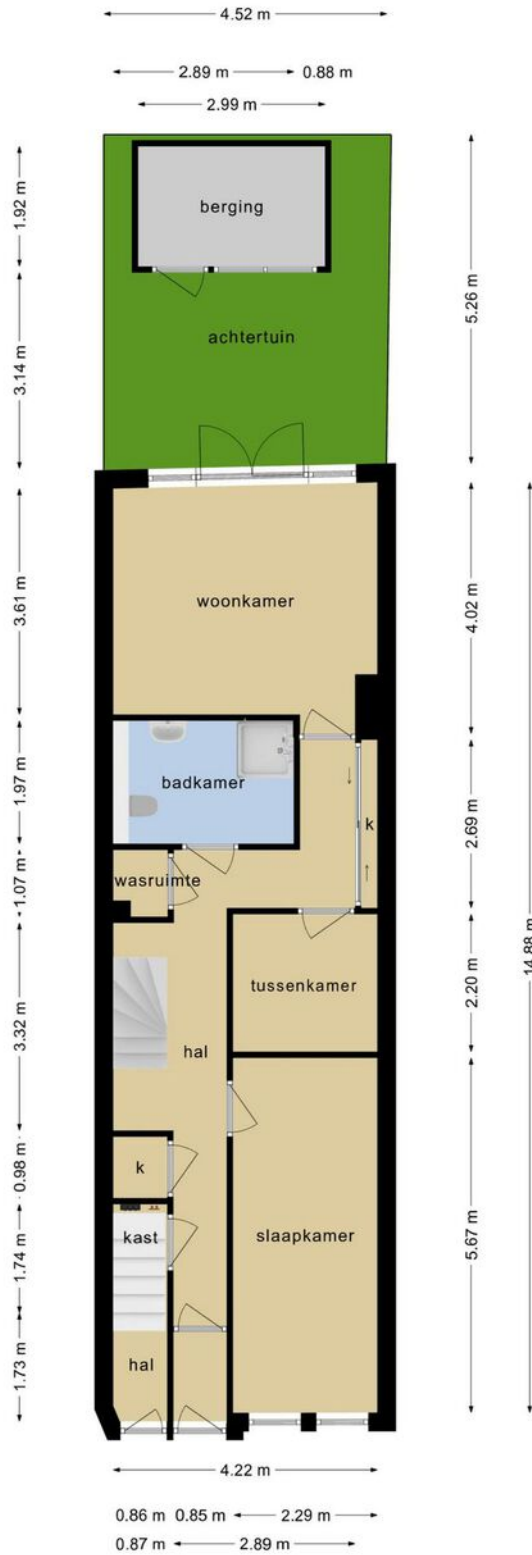 4.52 m
2.89 m 0.88 m
2.99 m
1.92 m
3.14 m
5.26 m
berging
achtertuin
3.61 m
1.97 m
1.07 m
3.32 m
0.98 m
1.74 m
1.73 m
4.02 m
2.69 m
2.20 m
5.67 m
14.88 m
woonkamer
badkamer
k
wasruimte
tussenkamer
hal
k
kast
slaapkamer
hal
4.22 m
0.86 m 0.85 m 2.29 m
0.87 m 2.89 m